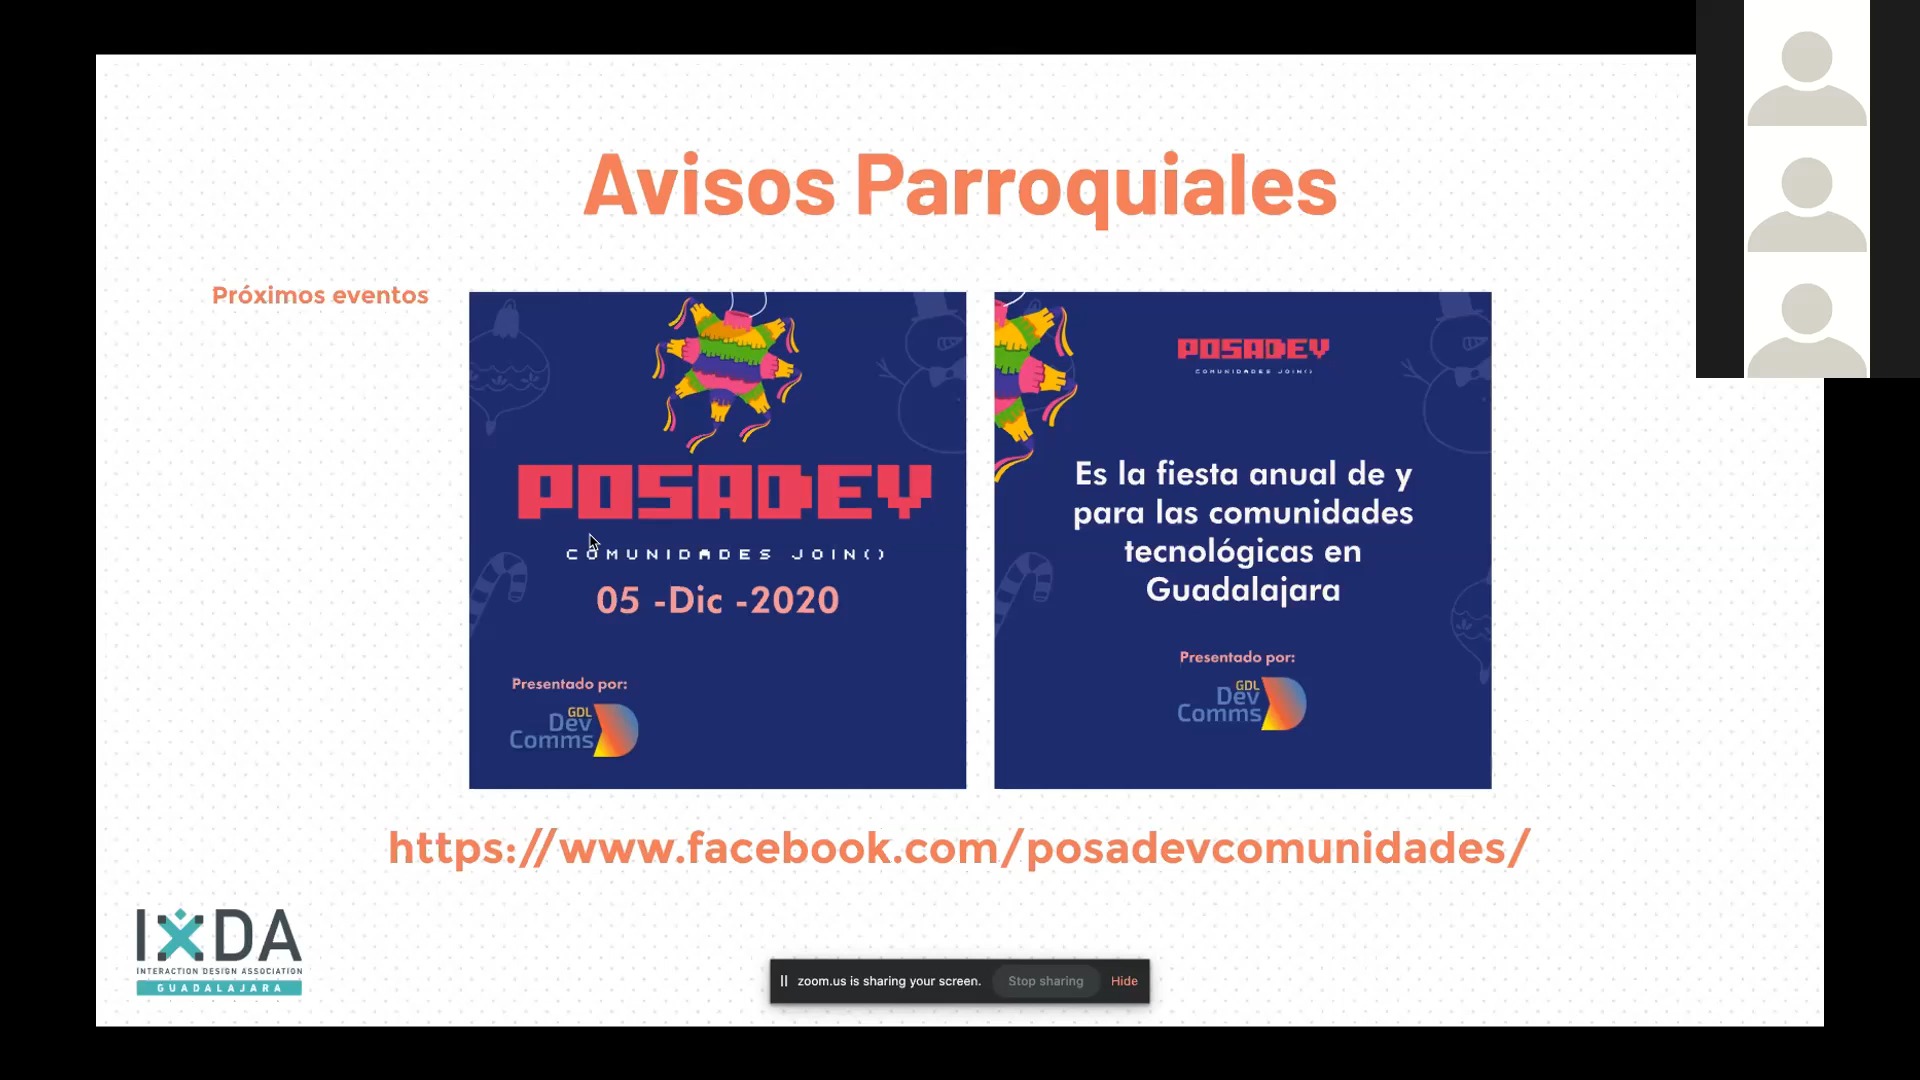 Avisos Parroquiales
Próximos eventos
POSADEV
COMUNIDADES JOIN()
05 -Dic -2020
Presentado por:
GDL
Dev
Comms
POSADEV
COMUNIDADES JOIN()
Es la fiesta anual de y
para las comunidades
tecnológicas en
Guadalajara
Presentado por:
GDL
Dev
Comms
https://www.facebook.com/posadevcomunidades/
IXDA
INTERACTION DESIGN ASSOCIATION
GUADALAJARA
zoom.us is sharing your screen.
Stop sharing
Hide